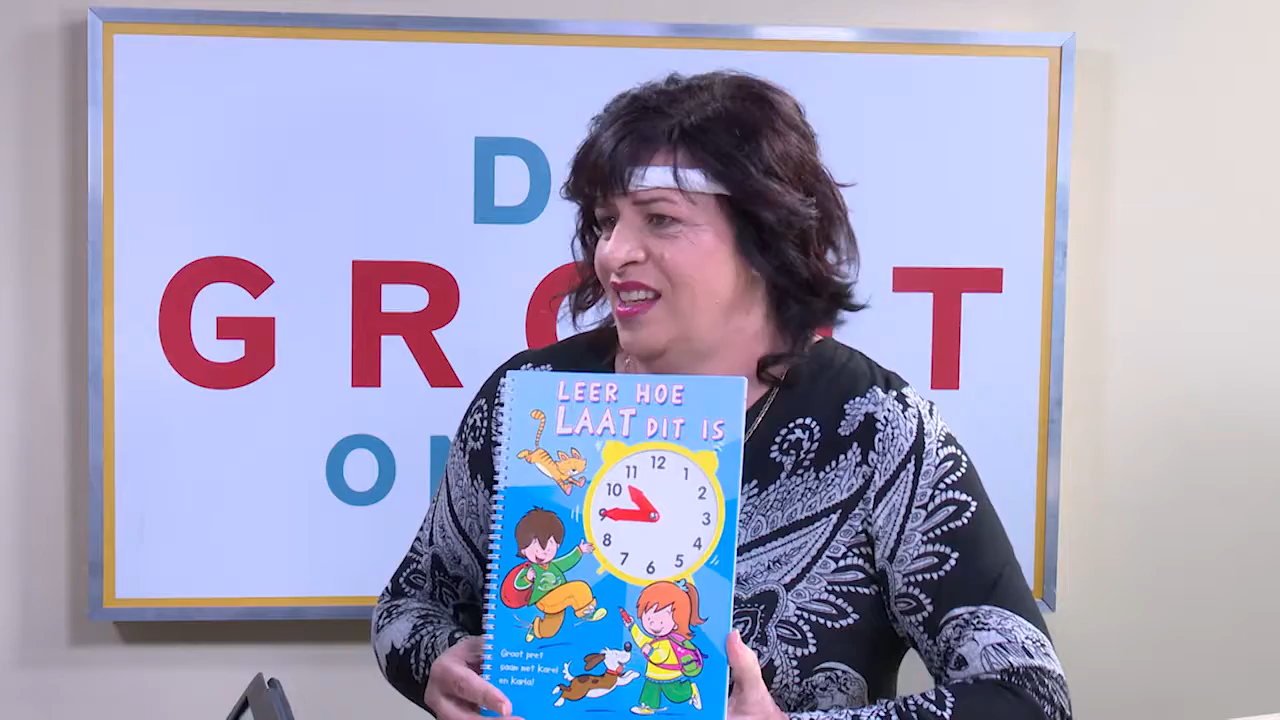 D
GRO T
ON
LEER HOE
LAAT DIT IS
12
11 1
10 2
9 3
8 4
7 5
6
Groot pret
saam met Karel
en Karla!